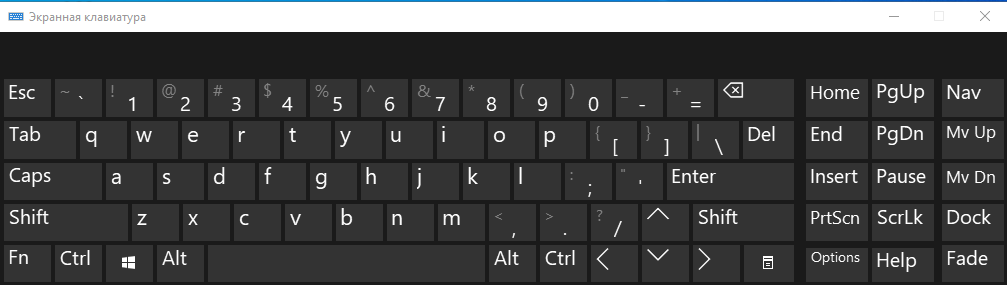 Экранная клавиатура
Esc ~ ` ! 1 @ 2 # 3 $ 4 % 5 ^ 6 & 7 * 8 ( 9 ) 0 _ - + = Home PgUp Nav
Tab q w e r t y u i o p { [ } ] | \ Del End PgDn Mv Up
Caps a s d f g h j k l : ; " ' Enter Insert Pause Mv Dn
Shift z x c v b n m < , > . ? / Shift PrtScn ScrLk Dock
Fn Ctrl Alt Alt Ctrl Options Help Fade